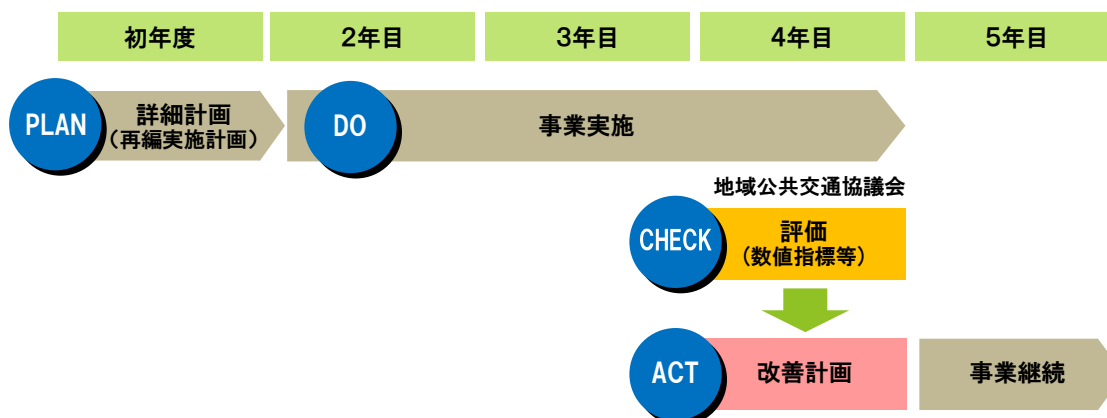 初年度
2年目
3年目
4年目
5年目
PLAN
詳細計画
（再編実施計画）
DO
事業実施
地域公共交通協議会
CHECK
評価
（数値指標等）
ACT
改善計画
事業継続